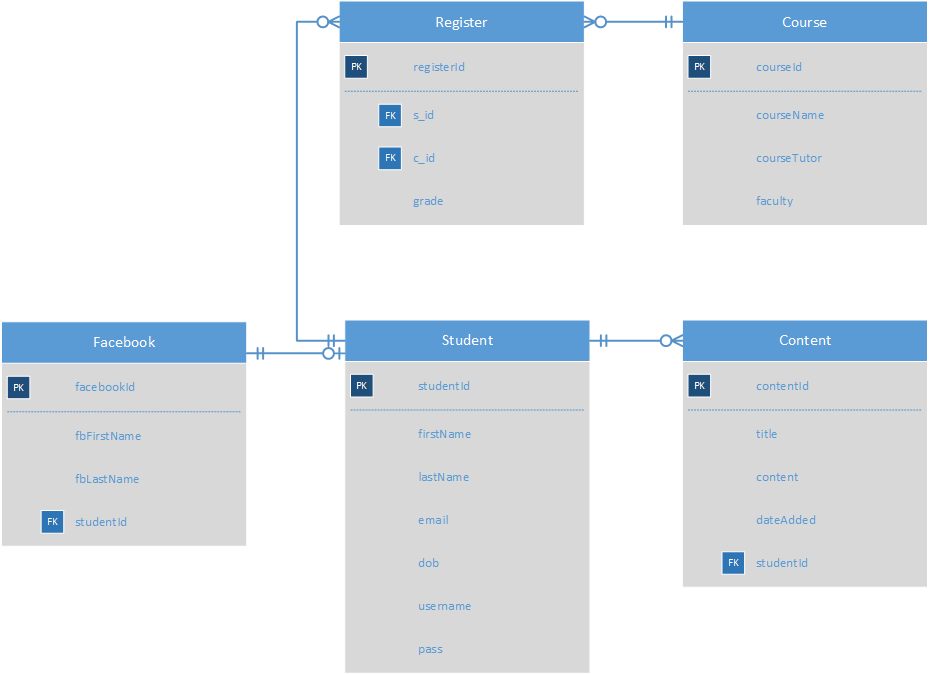 Register
PK registerId
FK s_id
FK c_id
grade
Course
PK courseId
courseName
courseTutor
faculty
Facebook
PK facebookId
fbFirstName
fbLastName
FK studentId
Student
PK studentId
firstName
lastName
email
dob
username
pass
Content
PK contentId
title
content
dateAdded
FK studentId